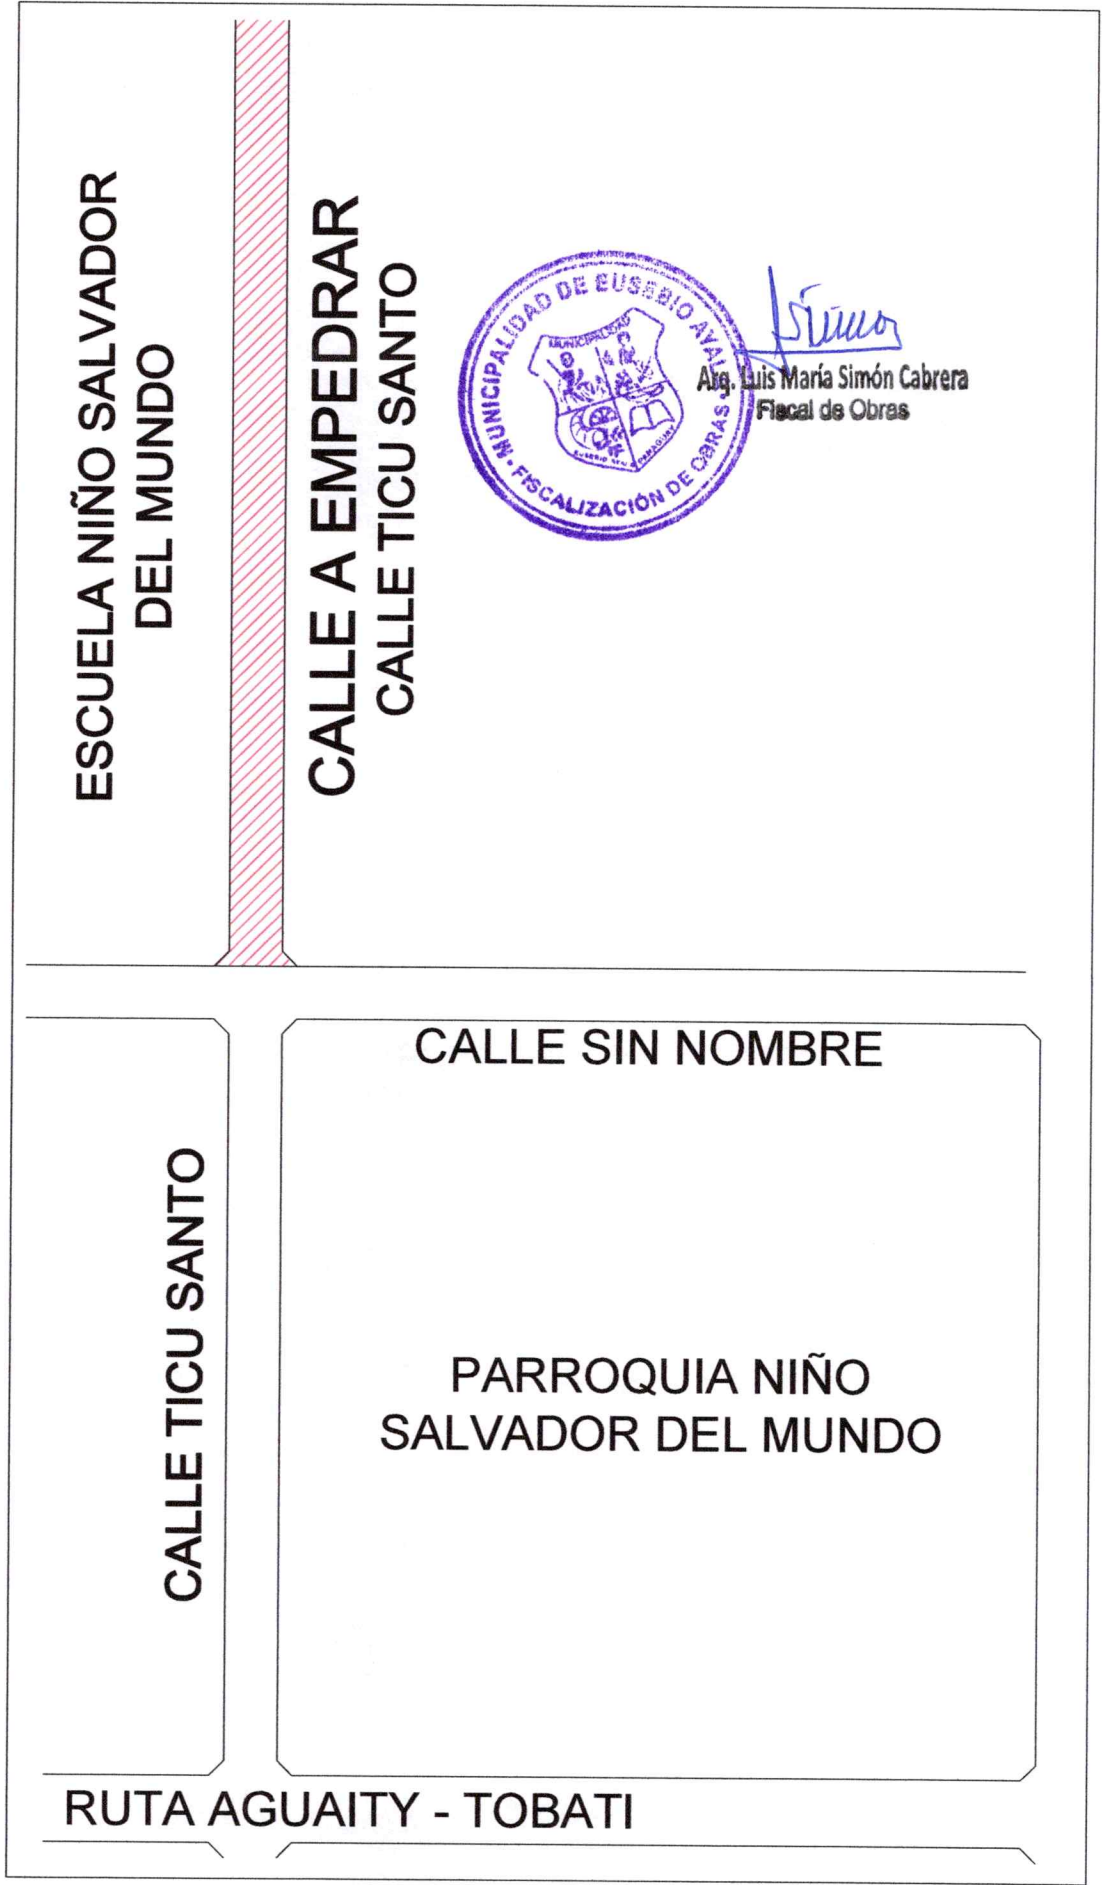 ESCUELA NIÑO SALVADOR
DEL MUNDO
CALLE A EMPEDRAR
CALLE TICU SANTO
MUNICIPALIDAD DE EUSEBIO AYALA
• FISCALIZACIÓN DE OBRAS •
MUNICIPALIDAD
Arq. Luis María Simón Cabrera
Fiscal de Obras
CALLE SIN NOMBRE
CALLE TICU SANTO
PARROQUIA NIÑO
SALVADOR DEL MUNDO
RUTA AGUAITY - TOBATI